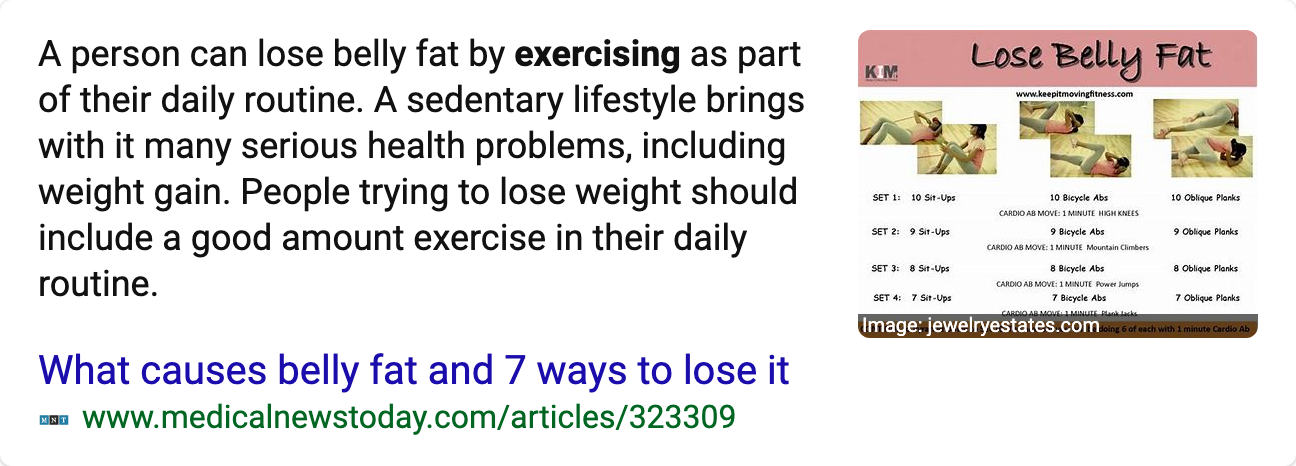 A person can lose belly fat by exercising as part
of their daily routine. A sedentary lifestyle brings
with it many serious health problems, including
weight gain. People trying to lose weight should
include a good amount exercise in their daily
routine.
What causes belly fat and 7 ways to lose it
MNT www.medicalnewstoday.com/articles/323309
Lose Belly Fat
KIM
www.keepitmovingfitness.com
SET 1: 10 Sit-Ups 10 Bicycle Abs 10 Oblique Planks
CARDIO AB MOVE: 1 MINUTE HIGH KNEES
SET 2: 9 Sit-Ups 9 Bicycle Abs 9 Oblique Planks
CARDIO AB MOVE: 1 MINUTE Mountain Climbers
SET 3: 8 Sit-Ups 8 Bicycle Abs 8 Oblique Planks
CARDIO AB MOVE: 1 MINUTE Power Jumps
SET 4: 7 Sit-Ups 7 Bicycle Abs 7 Oblique Planks
CARDIO AB MOVE: 1 MINUTE Plank Jacks
Image: jewelryestates.com
doing 6 of each with 1 minute Cardio Ab